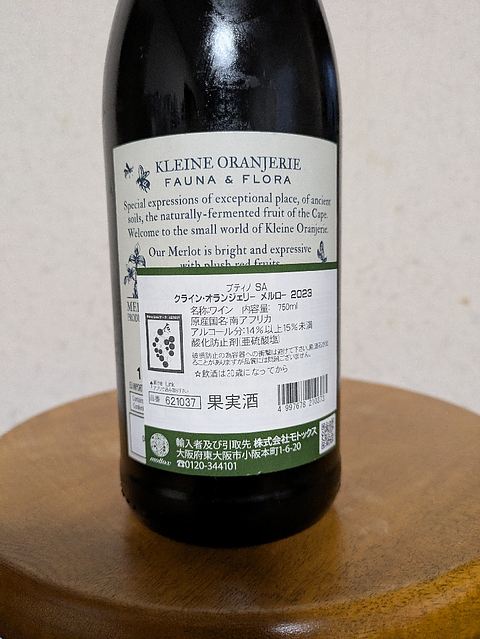 KLEINE ORANJERIE
FAUNA & FLORA
Special expressions of exceptional place, of ancient
soils, the naturally-fermented fruit of the Cape.
Welcome to the small world of Kleine Oranjerie.
Our Merlot is bright and expressive
with plush red fruits
プティノ SA
クライン・オランジェリー メルロー 2023
名称:ワイン 内容量: 750ml
原産国名:南アフリカ
アルコール分:14%以上15%未満
酸化防止剤(亜硫酸塩)
☆飲酒は20歳になってから
品番 621037 果実酒
輸入者及び引取先 株式会社モトックス
大阪府東大阪市小阪本町1-6-20
☎0120-344101
mottox